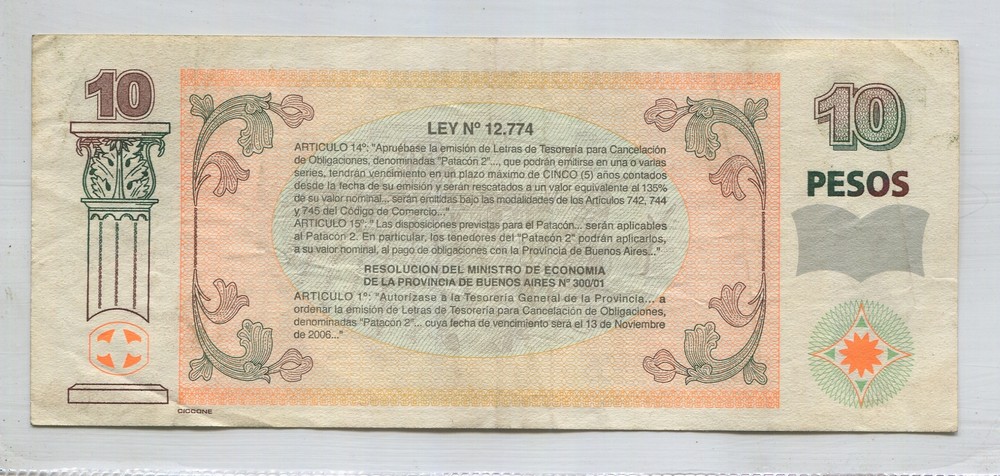 10
10
PESOS
LEY Nº 12.774
ARTICULO 14º: "Apruébase la emisión de Letras de Tesorería para Cancelación
de Obligaciones, denominadas "Patacón 2"..., que podrán emitirse en una o varias
series, tendrán vencimiento en un plazo máximo de CINCO (5) años contados
desde la fecha de su emisión y serán rescatados a un valor equivalente al 135%
de su valor nominal... serán emitidas bajo las modalidades de los Artículos 742, 744
y 745 del Código de Comercio..."
ARTICULO 15º: " Las disposiciones previstas para el Patacón... serán aplicables
al Patacón 2. En particular, los tenedores del "Patacón 2" podrán aplicarlos,
a su valor nominal, al pago de obligaciones con la Provincia de Buenos Aires..."
RESOLUCION DEL MINISTRO DE ECONOMIA
DE LA PROVINCIA DE BUENOS AIRES Nº 300/01
ARTICULO 1º: "Autorízase a la Tesorería General de la Provincia... a
ordenar la emisión de Letras de Tesorería para Cancelación de Obligaciones,
denominadas "Patacón 2"... cuya fecha de vencimiento será el 13 de Noviembre
de 2006..."
CICCONE